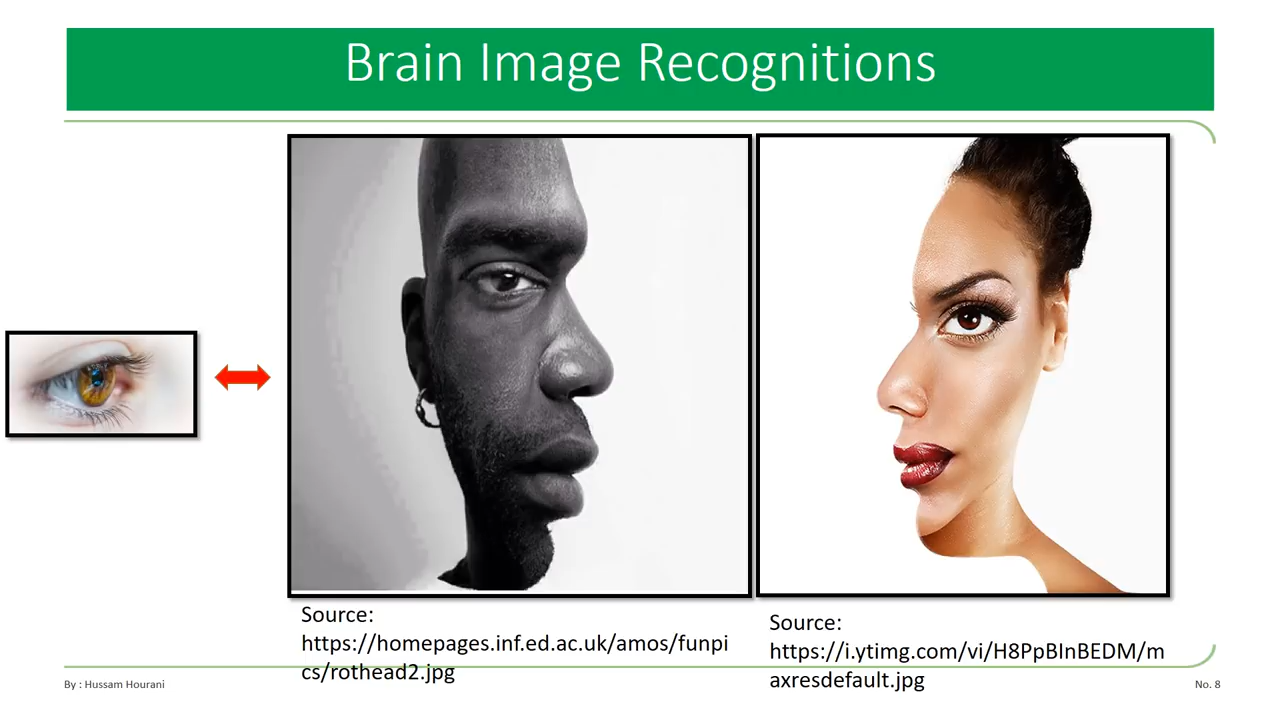 Brain Image Recognitions
Source:
https://homepages.inf.ed.ac.uk/amos/funpi
cs/rothead2.jpg
Source:
https://i.ytimg.com/vi/H8PpBInBEDM/m
axresdefault.jpg
By : Hussam Hourani
No. 8